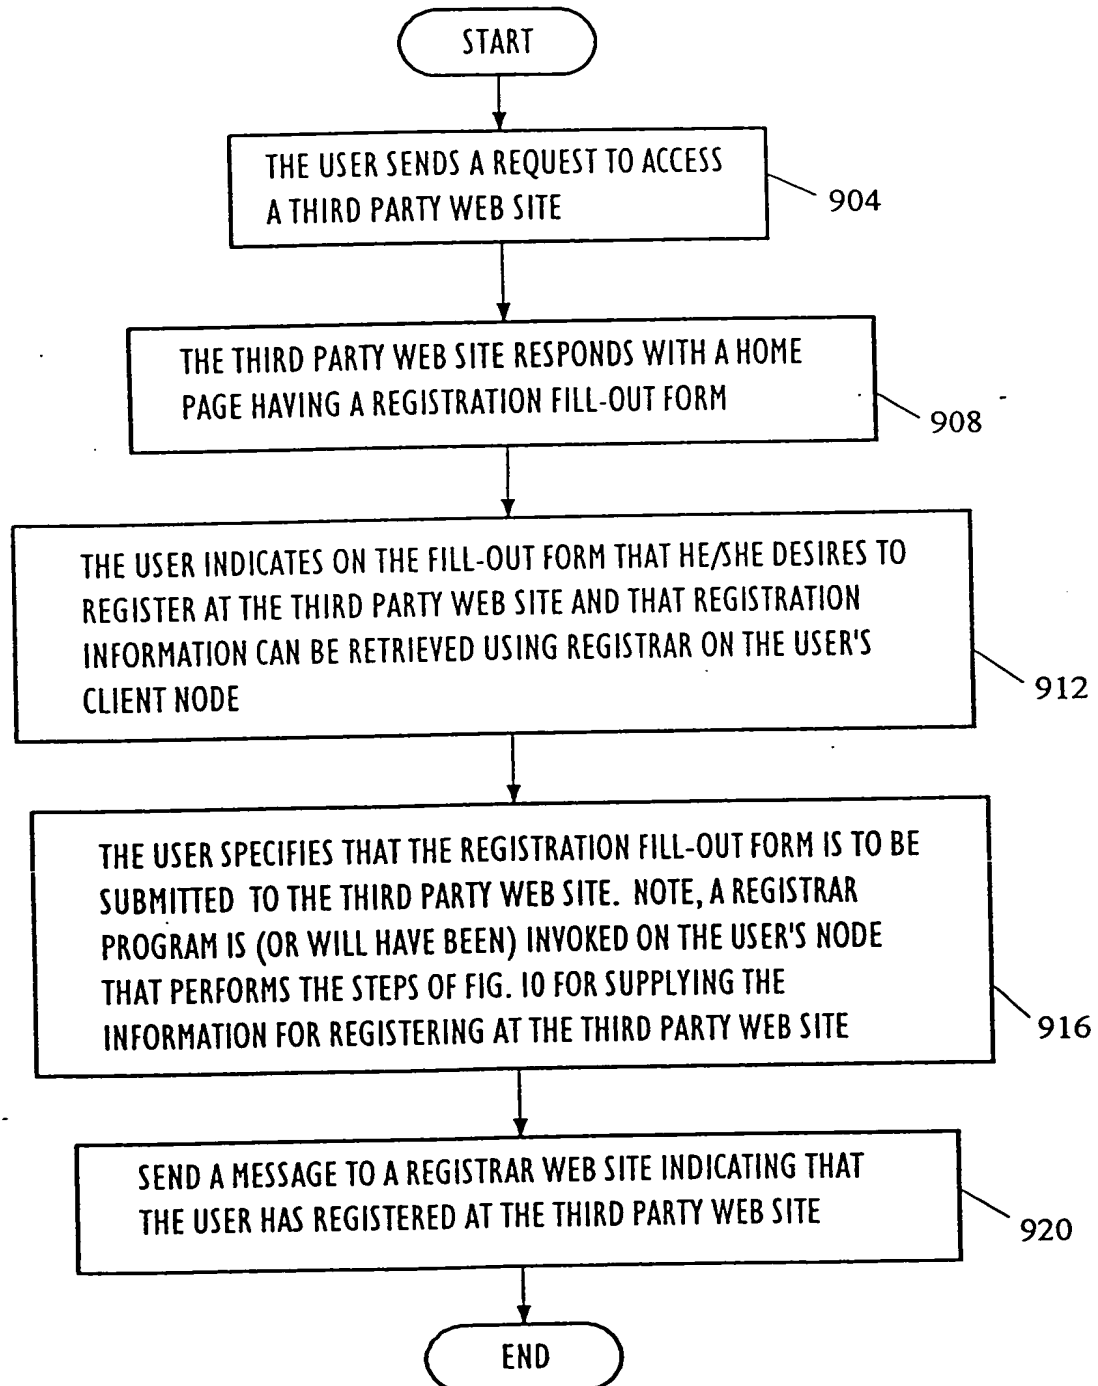 START
THE USER SENDS A REQUEST TO ACCESS
A THIRD PARTY WEB SITE
904
THE THIRD PARTY WEB SITE RESPONDS WITH A HOME
PAGE HAVING A REGISTRATION FILL-OUT FORM
908
THE USER INDICATES ON THE FILL-OUT FORM THAT HE/SHE DESIRES TO
REGISTER AT THE THIRD PARTY WEB SITE AND THAT REGISTRATION
INFORMATION CAN BE RETRIEVED USING REGISTRAR ON THE USER'S
CLIENT NODE
912
THE USER SPECIFIES THAT THE REGISTRATION FILL-OUT FORM IS TO BE
SUBMITTED TO THE THIRD PARTY WEB SITE. NOTE, A REGISTRAR
PROGRAM IS (OR WILL HAVE BEEN) INVOKED ON THE USER'S NODE
THAT PERFORMS THE STEPS OF FIG. 10 FOR SUPPLYING THE
INFORMATION FOR REGISTERING AT THE THIRD PARTY WEB SITE
916
SEND A MESSAGE TO A REGISTRAR WEB SITE INDICATING THAT
THE USER HAS REGISTERED AT THE THIRD PARTY WEB SITE
920
END